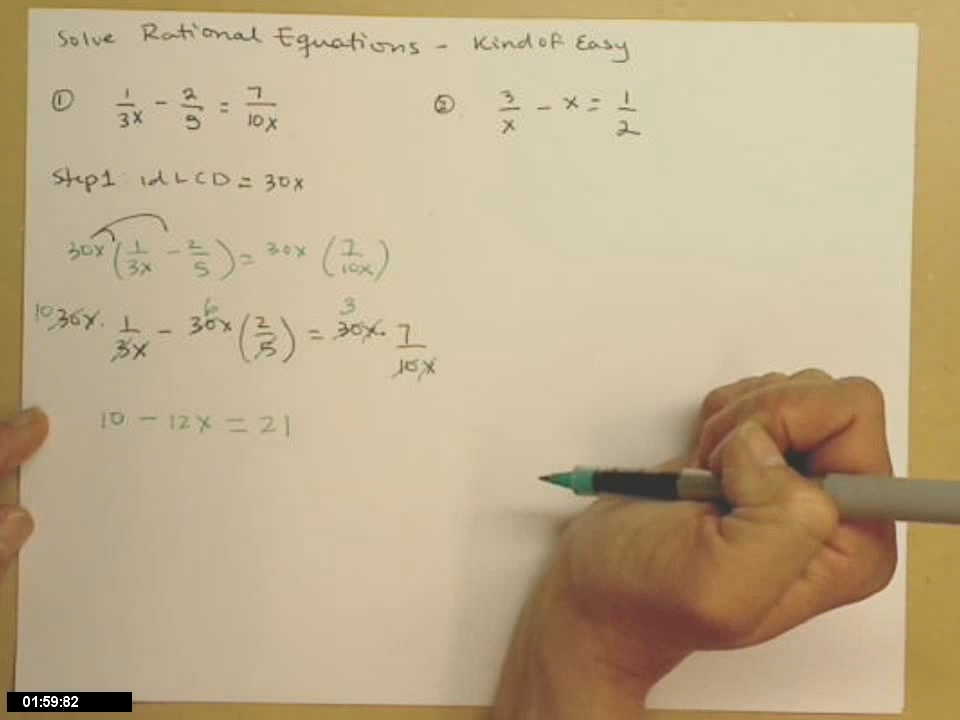 Solve Rational Equations - Kind of Easy
① 1/3x - 2/5 = 7/10x ② 3/x - x = 1/2
Step1: id LCD = 30x
30x (1/3x - 2/5) = 30x (7/10x)
10 6 3
30x · 1/3x - 30x (2/5) = 30x · 7/10x
10 - 12x = 21
01:59:82